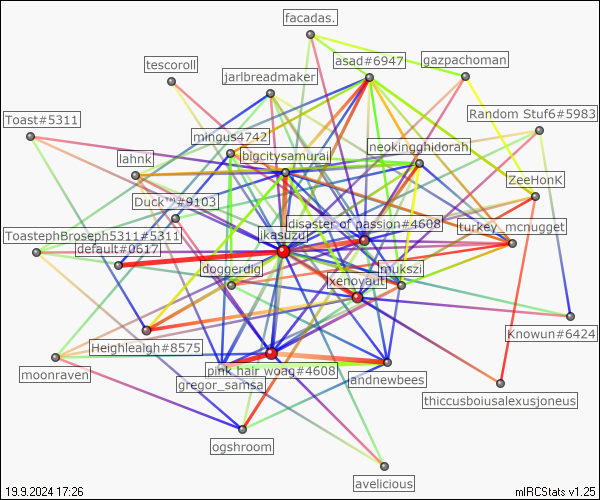 facadas.
tescoroll
asad#6947
gazpachoman
jarlbreadmaker
Toast#5311
Random Stuf6#5983
mingus4742
neokingghidorah
lahnk
bigcitysamurai
ZeeHonK
Duck™#9103
ikasuzu
disaster of passion#4608
turkey_mcnugget
ToastephBroseph5311#5311
default#0617
doggerdig
mukszi
xenoyaut
Knowun#6424
Heighleigh#8575
moonraven
pink hair woag#4608
gregor_samsa
andnewbees
thiccusboiusalexusjoneus
ogshroom
avelicious
19.9.2024 17:26
mIRCStats v1.25